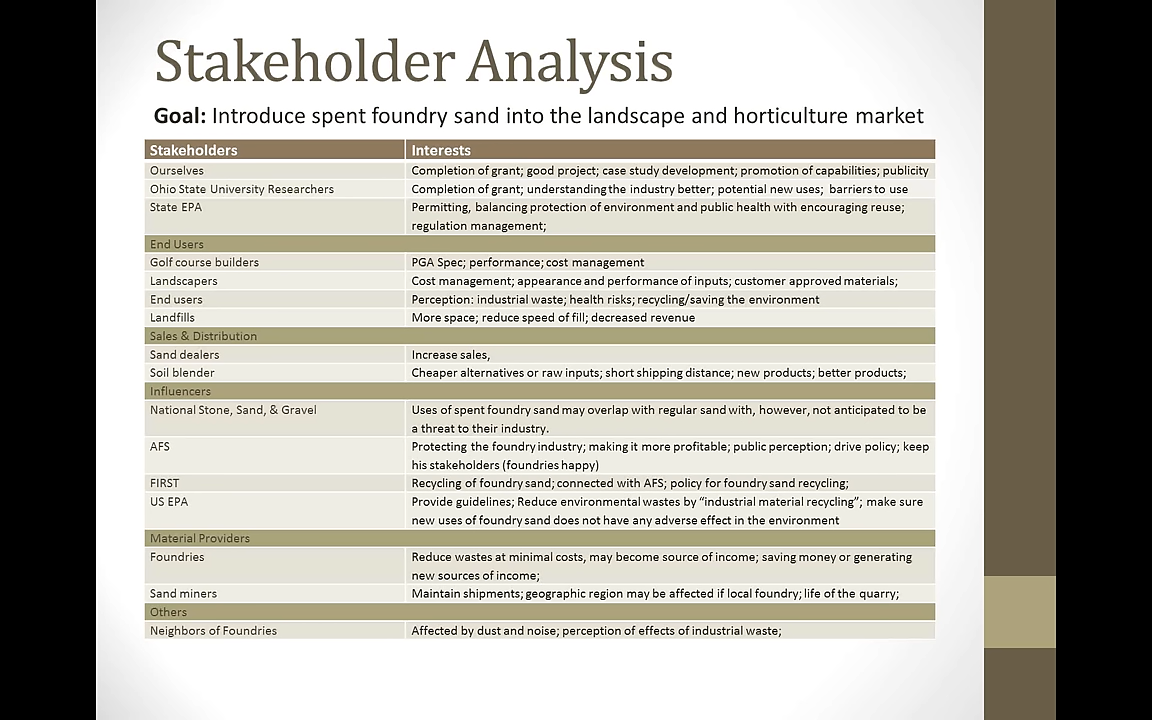 Stakeholder Analysis
Goal: Introduce spent foundry sand into the landscape and horticulture market
Stakeholders Interests
Ourselves Completion of grant; good project; case study development; promotion of capabilities; publicity
Ohio State University Researchers Completion of grant; understanding the industry better; potential new uses; barriers to use
State EPA Permitting, balancing protection of environment and public health with encouraging reuse;
regulation management;
End Users
Golf course builders PGA Spec; performance; cost management
Landscapers Cost management; appearance and performance of inputs; customer approved materials;
End users Perception: industrial waste; health risks; recycling/saving the environment
Landfills More space; reduce speed of fill; decreased revenue
Sales & Distribution
Sand dealers Increase sales,
Soil blender Cheaper alternatives or raw inputs; short shipping distance; new products; better products;
Influencers
National Stone, Sand, & Gravel Uses of spent foundry sand may overlap with regular sand with, however, not anticipated to be
a threat to their industry.
AFS Protecting the foundry industry; making it more profitable; public perception; drive policy; keep
his stakeholders (foundries happy)
FIRST Recycling of foundry sand; connected with AFS; policy for foundry sand recycling;
US EPA Provide guidelines; Reduce environmental wastes by “industrial material recycling”; make sure
new uses of foundry sand does not have any adverse effect in the environment
Material Providers
Foundries Reduce wastes at minimal costs, may become source of income; saving money or generating
new sources of income;
Sand miners Maintain shipments; geographic region may be affected if local foundry; life of the quarry;
Others
Neighbors of Foundries Affected by dust and noise; perception of effects of industrial waste;